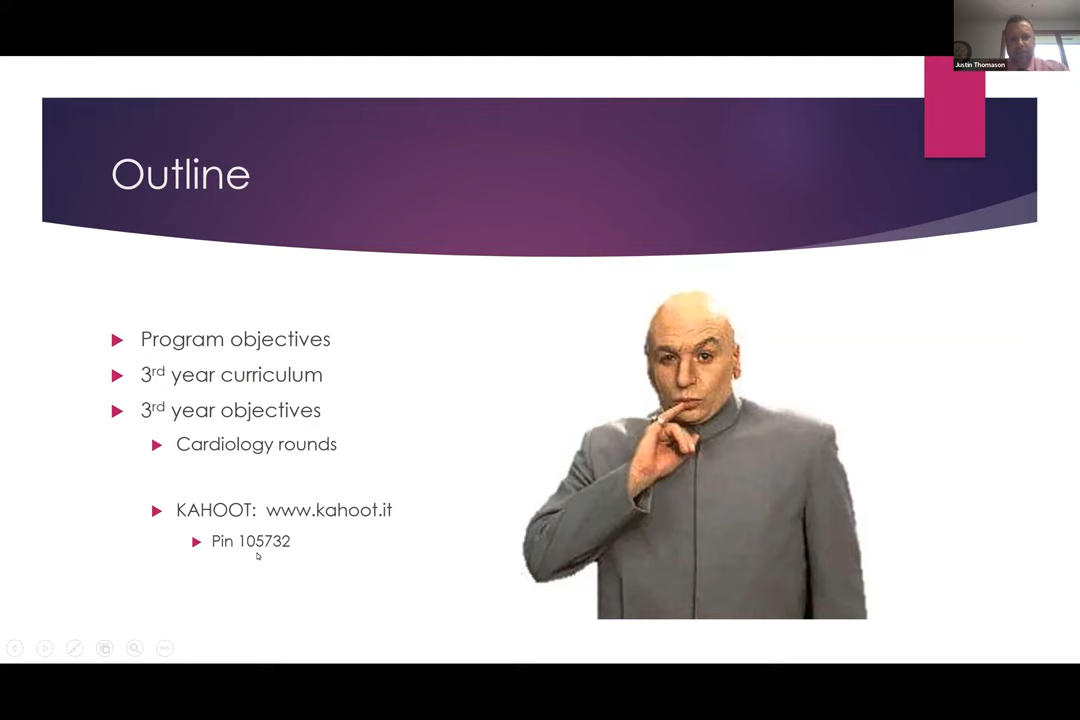 Justin Thomason
Outline
Program objectives
3rd year curriculum
3rd year objectives
Cardiology rounds
KAHOOT: www.kahoot.it
Pin 105732